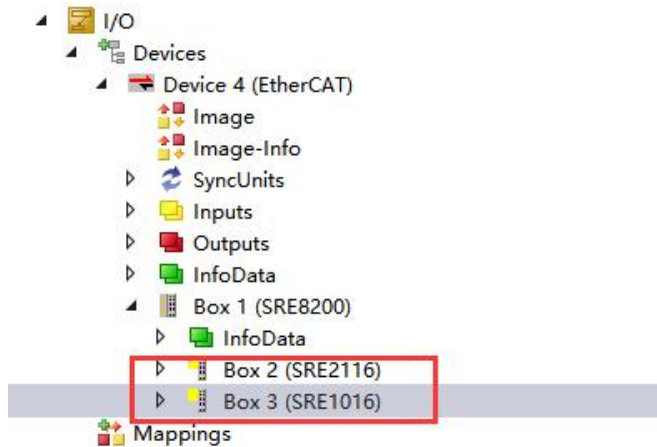 I/O
Devices
Device 4 (EtherCAT)
Image
Image-Info
SyncUnits
Inputs
Outputs
InfoData
Box 1 (SRE8200)
InfoData
Box 2 (SRE2116)
Box 3 (SRE1016)
Mappings